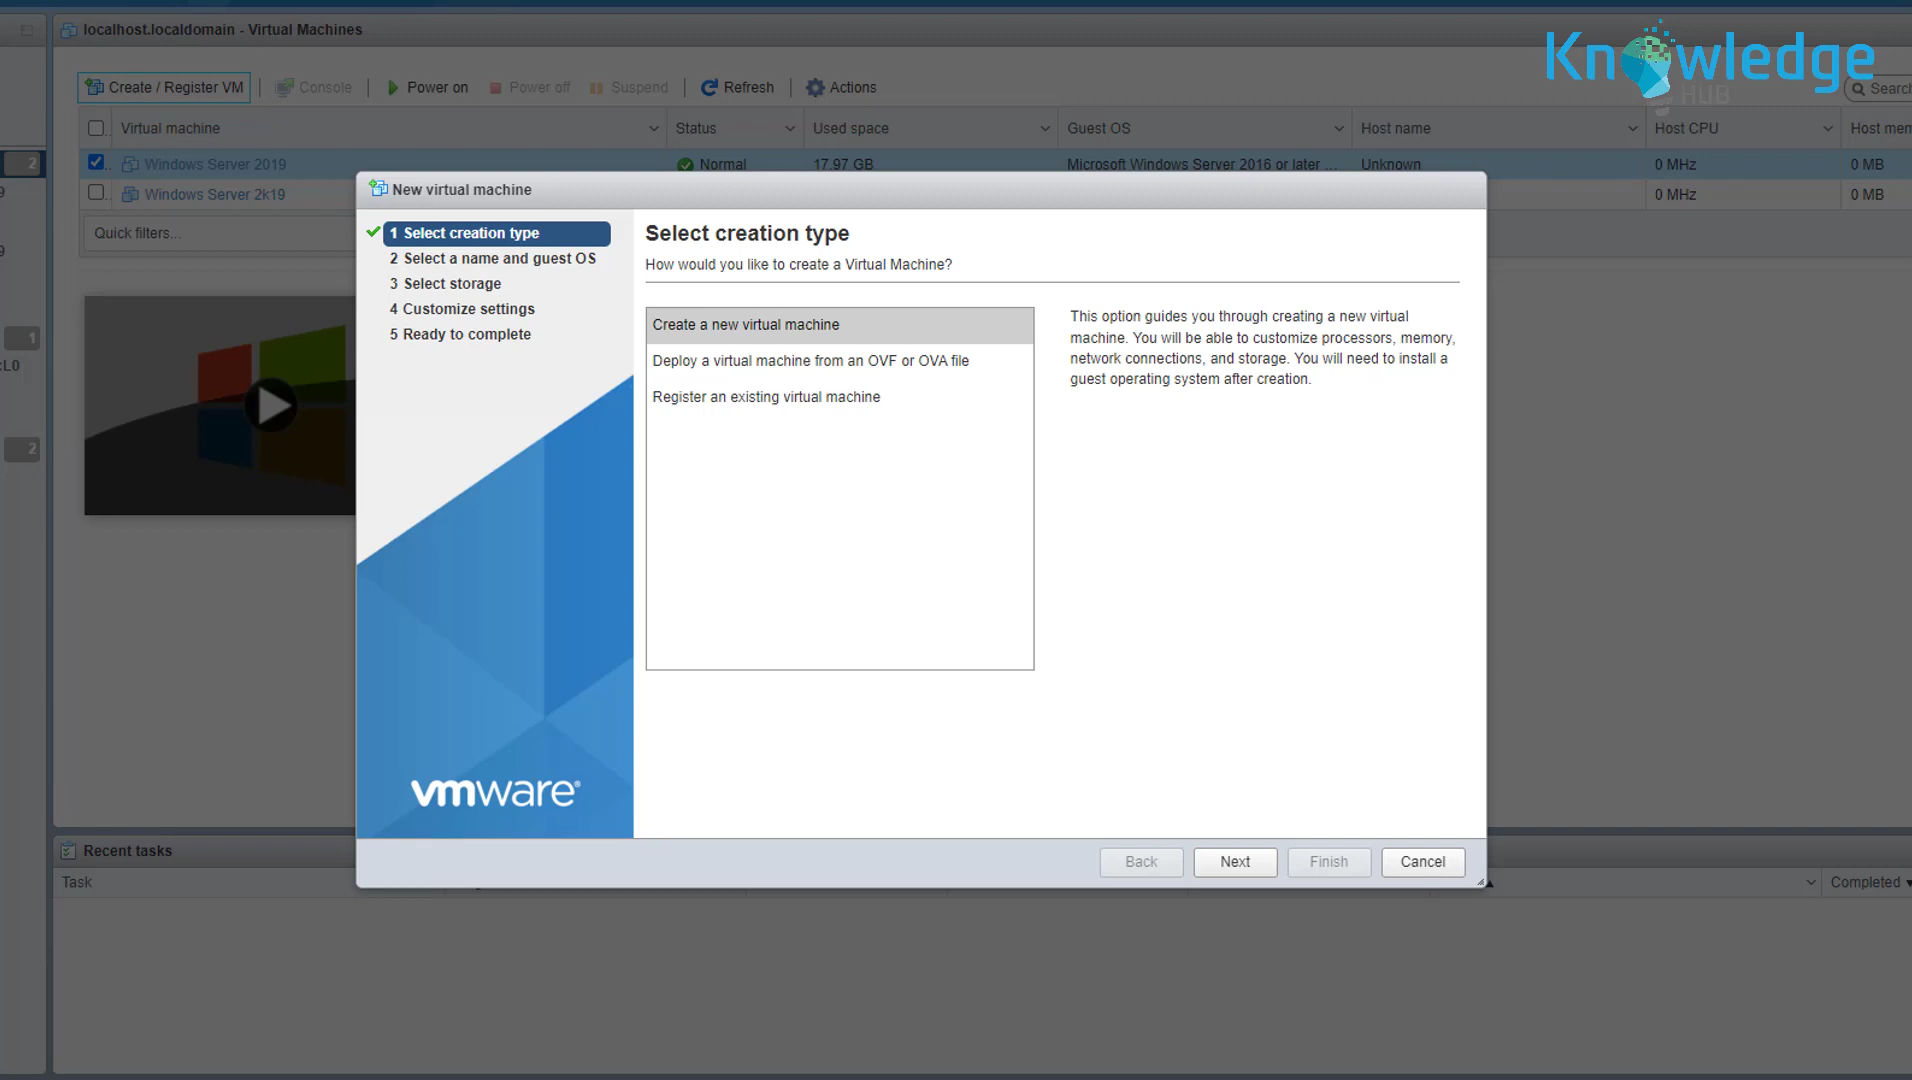 localhost.localdomain - Virtual Machines
Knowledge
HUB
Create / Register VM
Console
Power on
Power off
Suspend
Refresh
Actions
Search
Virtual machine
Status
Used space
Guest OS
Host name
Host CPU
Host mem
2
Windows Server 2019
Normal
17.97 GB
Microsoft Windows Server 2016 or later ...
Unknown
0 MHz
0 MB
9
Windows Server 2k19
0 MHz
0 MB
Quick filters...
9
1
:L0
2
New virtual machine
1 Select creation type
2 Select a name and guest OS
3 Select storage
4 Customize settings
5 Ready to complete
vmware®
Select creation type
How would you like to create a Virtual Machine?
Create a new virtual machine
Deploy a virtual machine from an OVF or OVA file
Register an existing virtual machine
This option guides you through creating a new virtual
machine. You will be able to customize processors, memory,
network connections, and storage. You will need to install a
guest operating system after creation.
Back
Next
Finish
Cancel
Recent tasks
Task
Completed